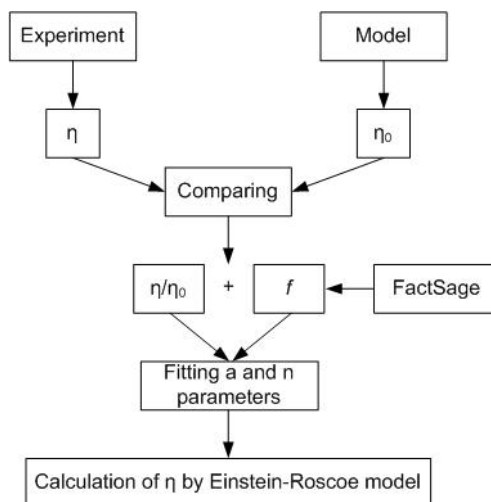 Experiment
Model
η
η₀
Comparing
η/η₀ + f
FactSage
Fitting a and n
parameters
Calculation of η by Einstein-Roscoe model